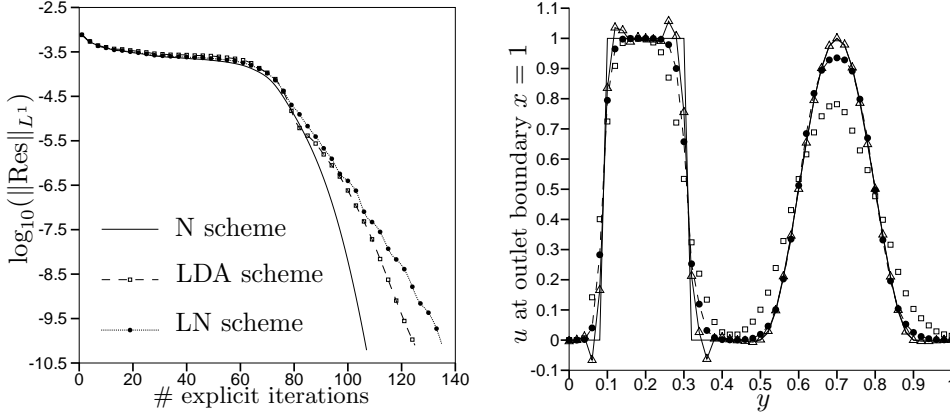 -2.5
-3.5
-4.5
-5.5
-6.5
-7.5
-8.5
-9.5
-10.5
log₁₀(||Res||_{L¹})
N scheme
LDA scheme
LN scheme
0 20 40 60 80 100 120 140
# explicit iterations
1.1
1
0.9
0.8
0.7
0.6
0.5
0.4
0.3
0.2
0.1
0
-0.1
u at outlet boundary x = 1
0 0.1 0.2 0.3 0.4 0.5 0.6 0.7 0.8 0.9 1
y